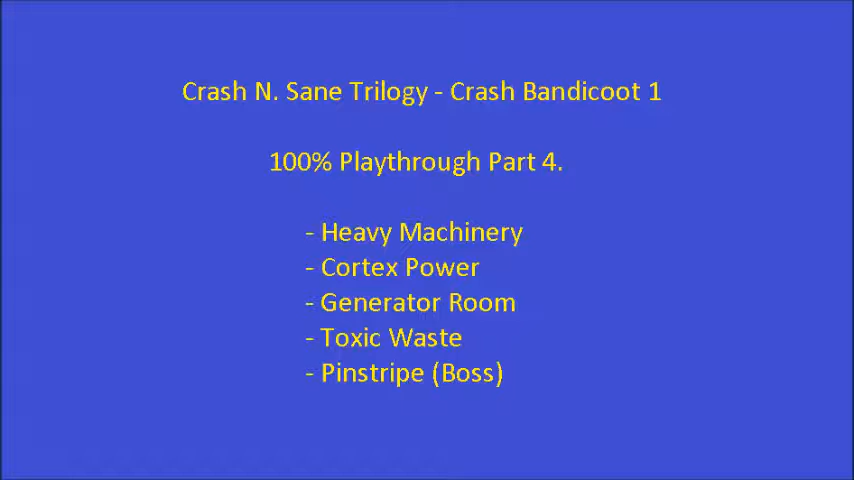 Crash N. Sane Trilogy - Crash Bandicoot 1
100% Playthrough Part 4.
- Heavy Machinery
- Cortex Power
- Generator Room
- Toxic Waste
- Pinstripe (Boss)